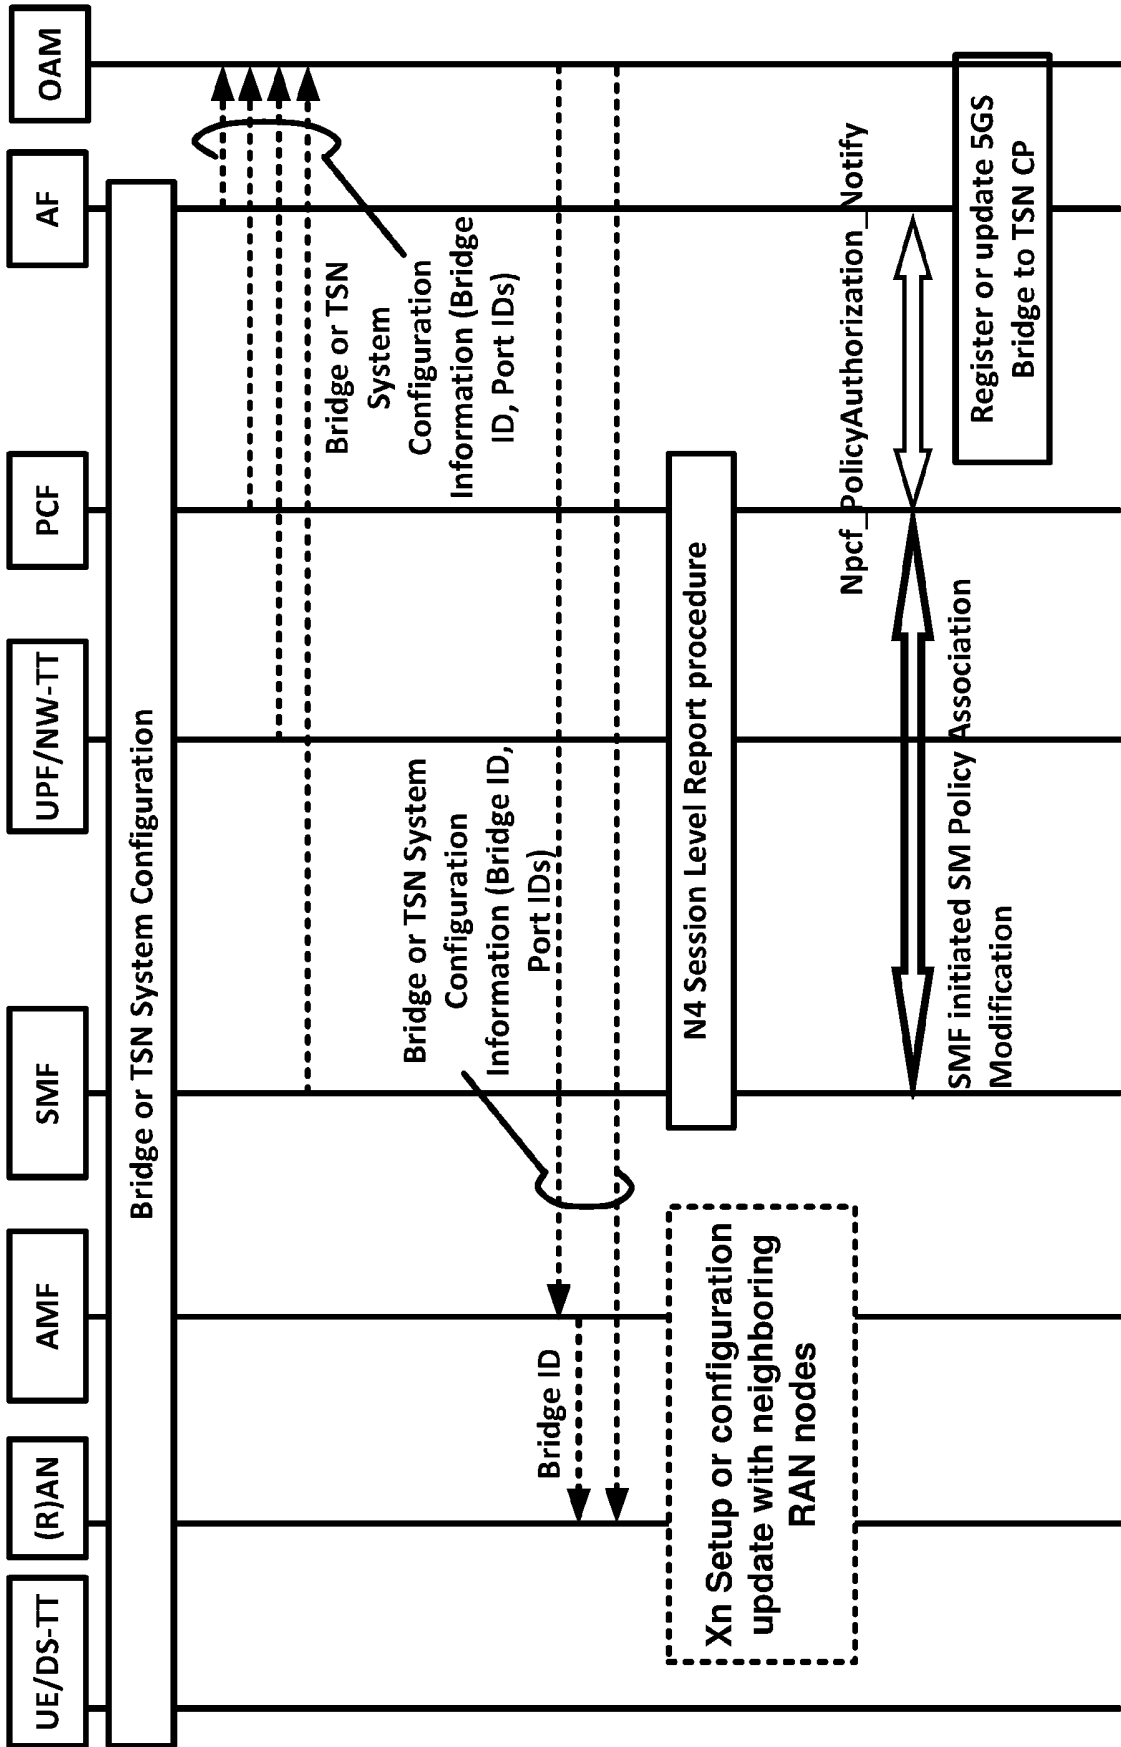 UE/DS-TT
(R)AN
AMF
SMF
UPF/NW-TT
PCF
AF
OAM
Bridge or TSN System Configuration
Bridge or TSN
System
Configuration
Information (Bridge
ID, Port IDs)
Bridge or TSN System
Configuration
Information (Bridge ID,
Port IDs)
Bridge ID
Xn Setup or configuration
update with neighboring
RAN nodes
N4 Session Level Report procedure
Npcf_PolicyAuthorization_Notify
SMF initiated SM Policy Association
Modification
Register or update 5GS
Bridge to TSN CP